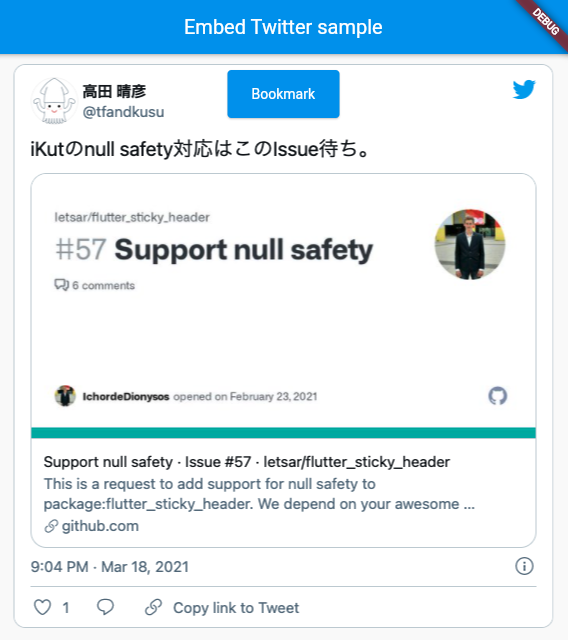 Embed Twitter sample
DEBUG
高田 晴彦
@tfandkusu
Bookmark
iKutのnull safety対応はこのIssue待ち。
letsar/flutter_sticky_header
#57 Support null safety
6 comments
IchordeDionysos opened on February 23, 2021
Support null safety · Issue #57 · letsar/flutter_sticky_header
This is a request to add support for null safety to
package:flutter_sticky_header. We depend on your awesome ...
github.com
9:04 PM · Mar 18, 2021
1
Copy link to Tweet